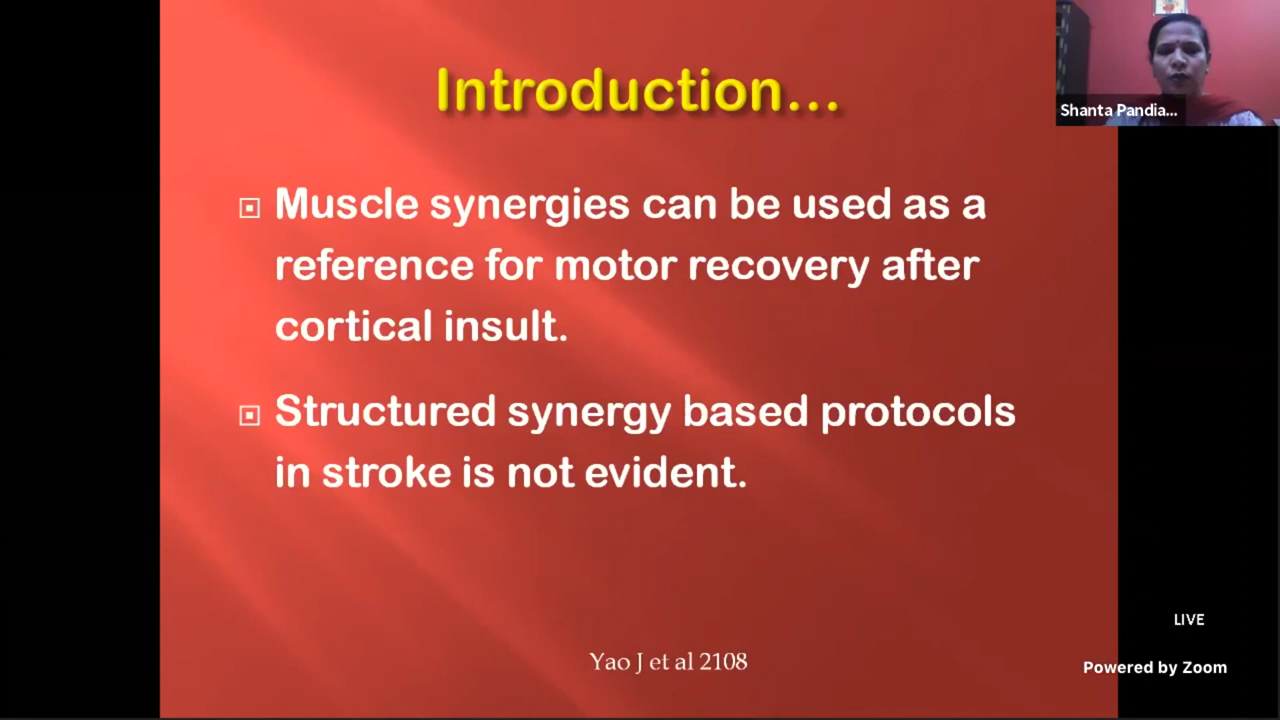 Introduction...
Shanta Pandia...
Muscle synergies can be used as a
reference for motor recovery after
cortical insult.
Structured synergy based protocols
in stroke is not evident.
LIVE
Yao J et al 2108
Powered by Zoom